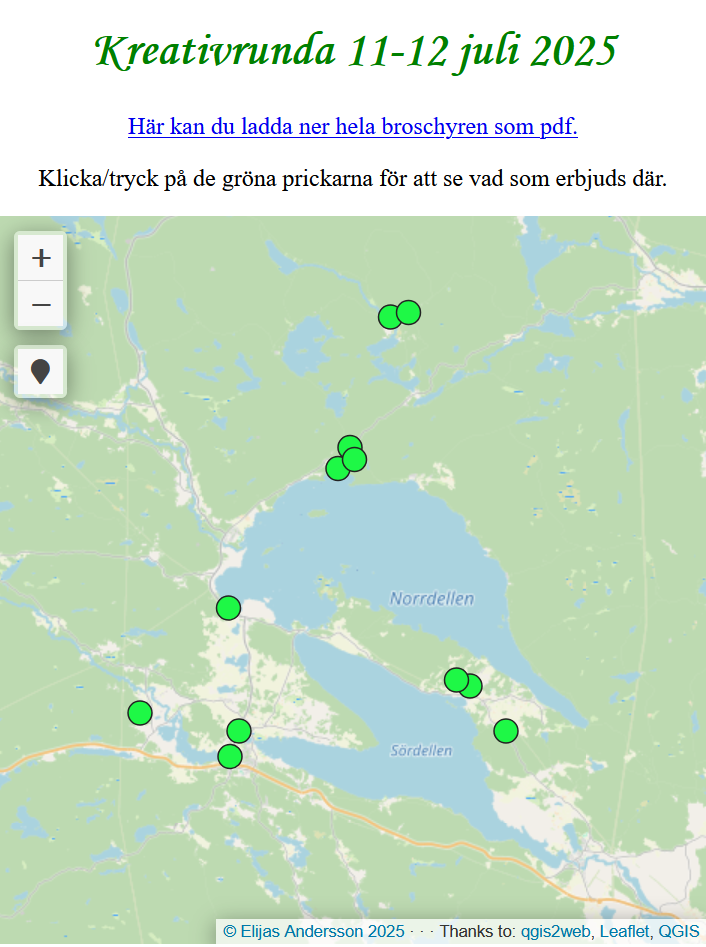 Kreativrunda 11-12 juli 2025
Här kan du ladda ner hela broschyren som pdf.
Klicka/tryck på de gröna prickarna för att se vad som erbjuds där.
+
−
Norrdellen
Sördellen
© Elijas Andersson 2025 · · · Thanks to: qgis2web, Leaflet, QGIS